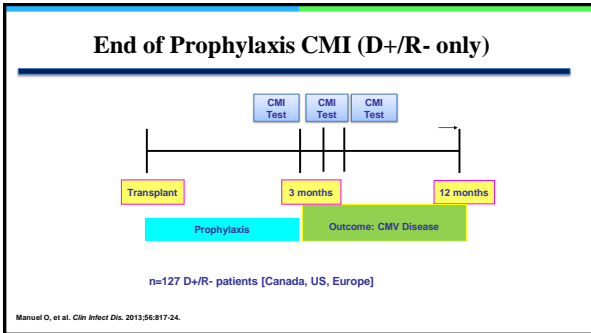 End of Prophylaxis CMI (D+/R- only)
CMI
Test
CMI
Test
CMI
Test
Transplant
3 months
12 months
Prophylaxis
Outcome: CMV Disease
n=127 D+/R- patients [Canada, US, Europe]
Manuel O, et al. Clin Infect Dis. 2013;56:817-24.